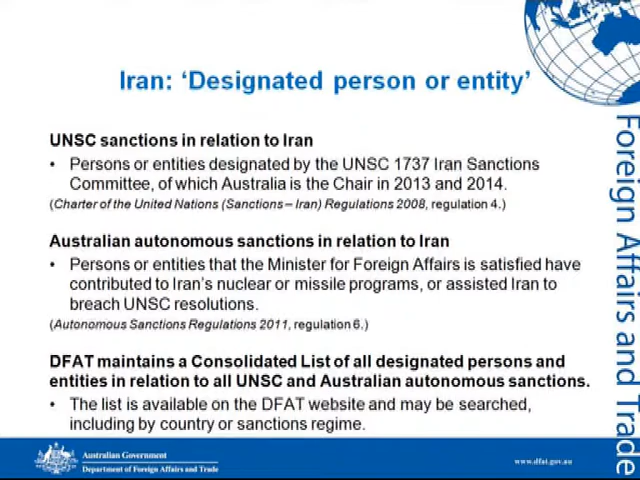 Iran: ‘Designated person or entity’
UNSC sanctions in relation to Iran
• Persons or entities designated by the UNSC 1737 Iran Sanctions
Committee, of which Australia is the Chair in 2013 and 2014.
(Charter of the United Nations (Sanctions – Iran) Regulations 2008, regulation 4.)
Australian autonomous sanctions in relation to Iran
• Persons or entities that the Minister for Foreign Affairs is satisfied have
contributed to Iran’s nuclear or missile programs, or assisted Iran to
breach UNSC resolutions.
(Autonomous Sanctions Regulations 2011, regulation 6.)
DFAT maintains a Consolidated List of all designated persons and
entities in relation to all UNSC and Australian autonomous sanctions.
• The list is available on the DFAT website and may be searched,
including by country or sanctions regime.
Foreign Affairs and Trade
Australian Government
Department of Foreign Affairs and Trade
www.dfat.gov.au